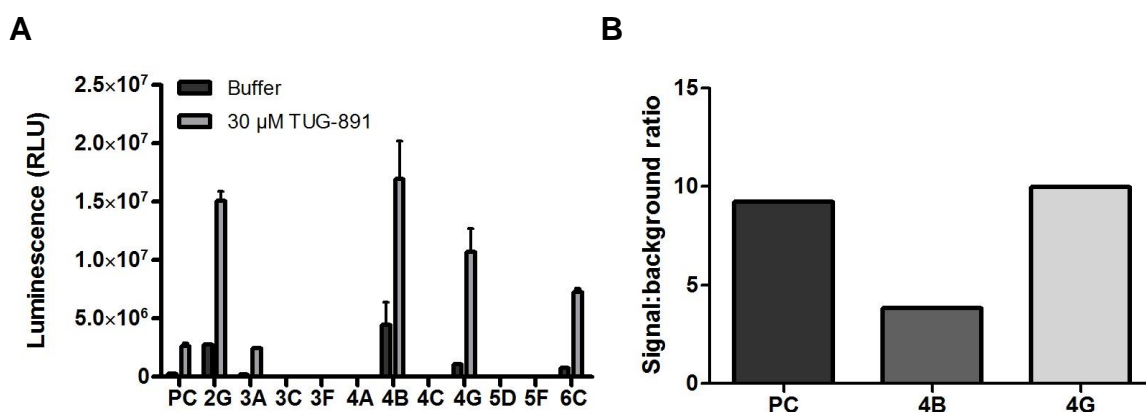 A
B
Luminescence (RLU)
2.5×10⁷
2.0×10⁷
1.5×10⁷
1.0×10⁷
5.0×10⁶
0
Buffer
30 µM TUG-891
PC 2G 3A 3C 3F 4A 4B 4C 4G 5D 5F 6C
Signal:background ratio
15
10
5
0
PC 4B 4G